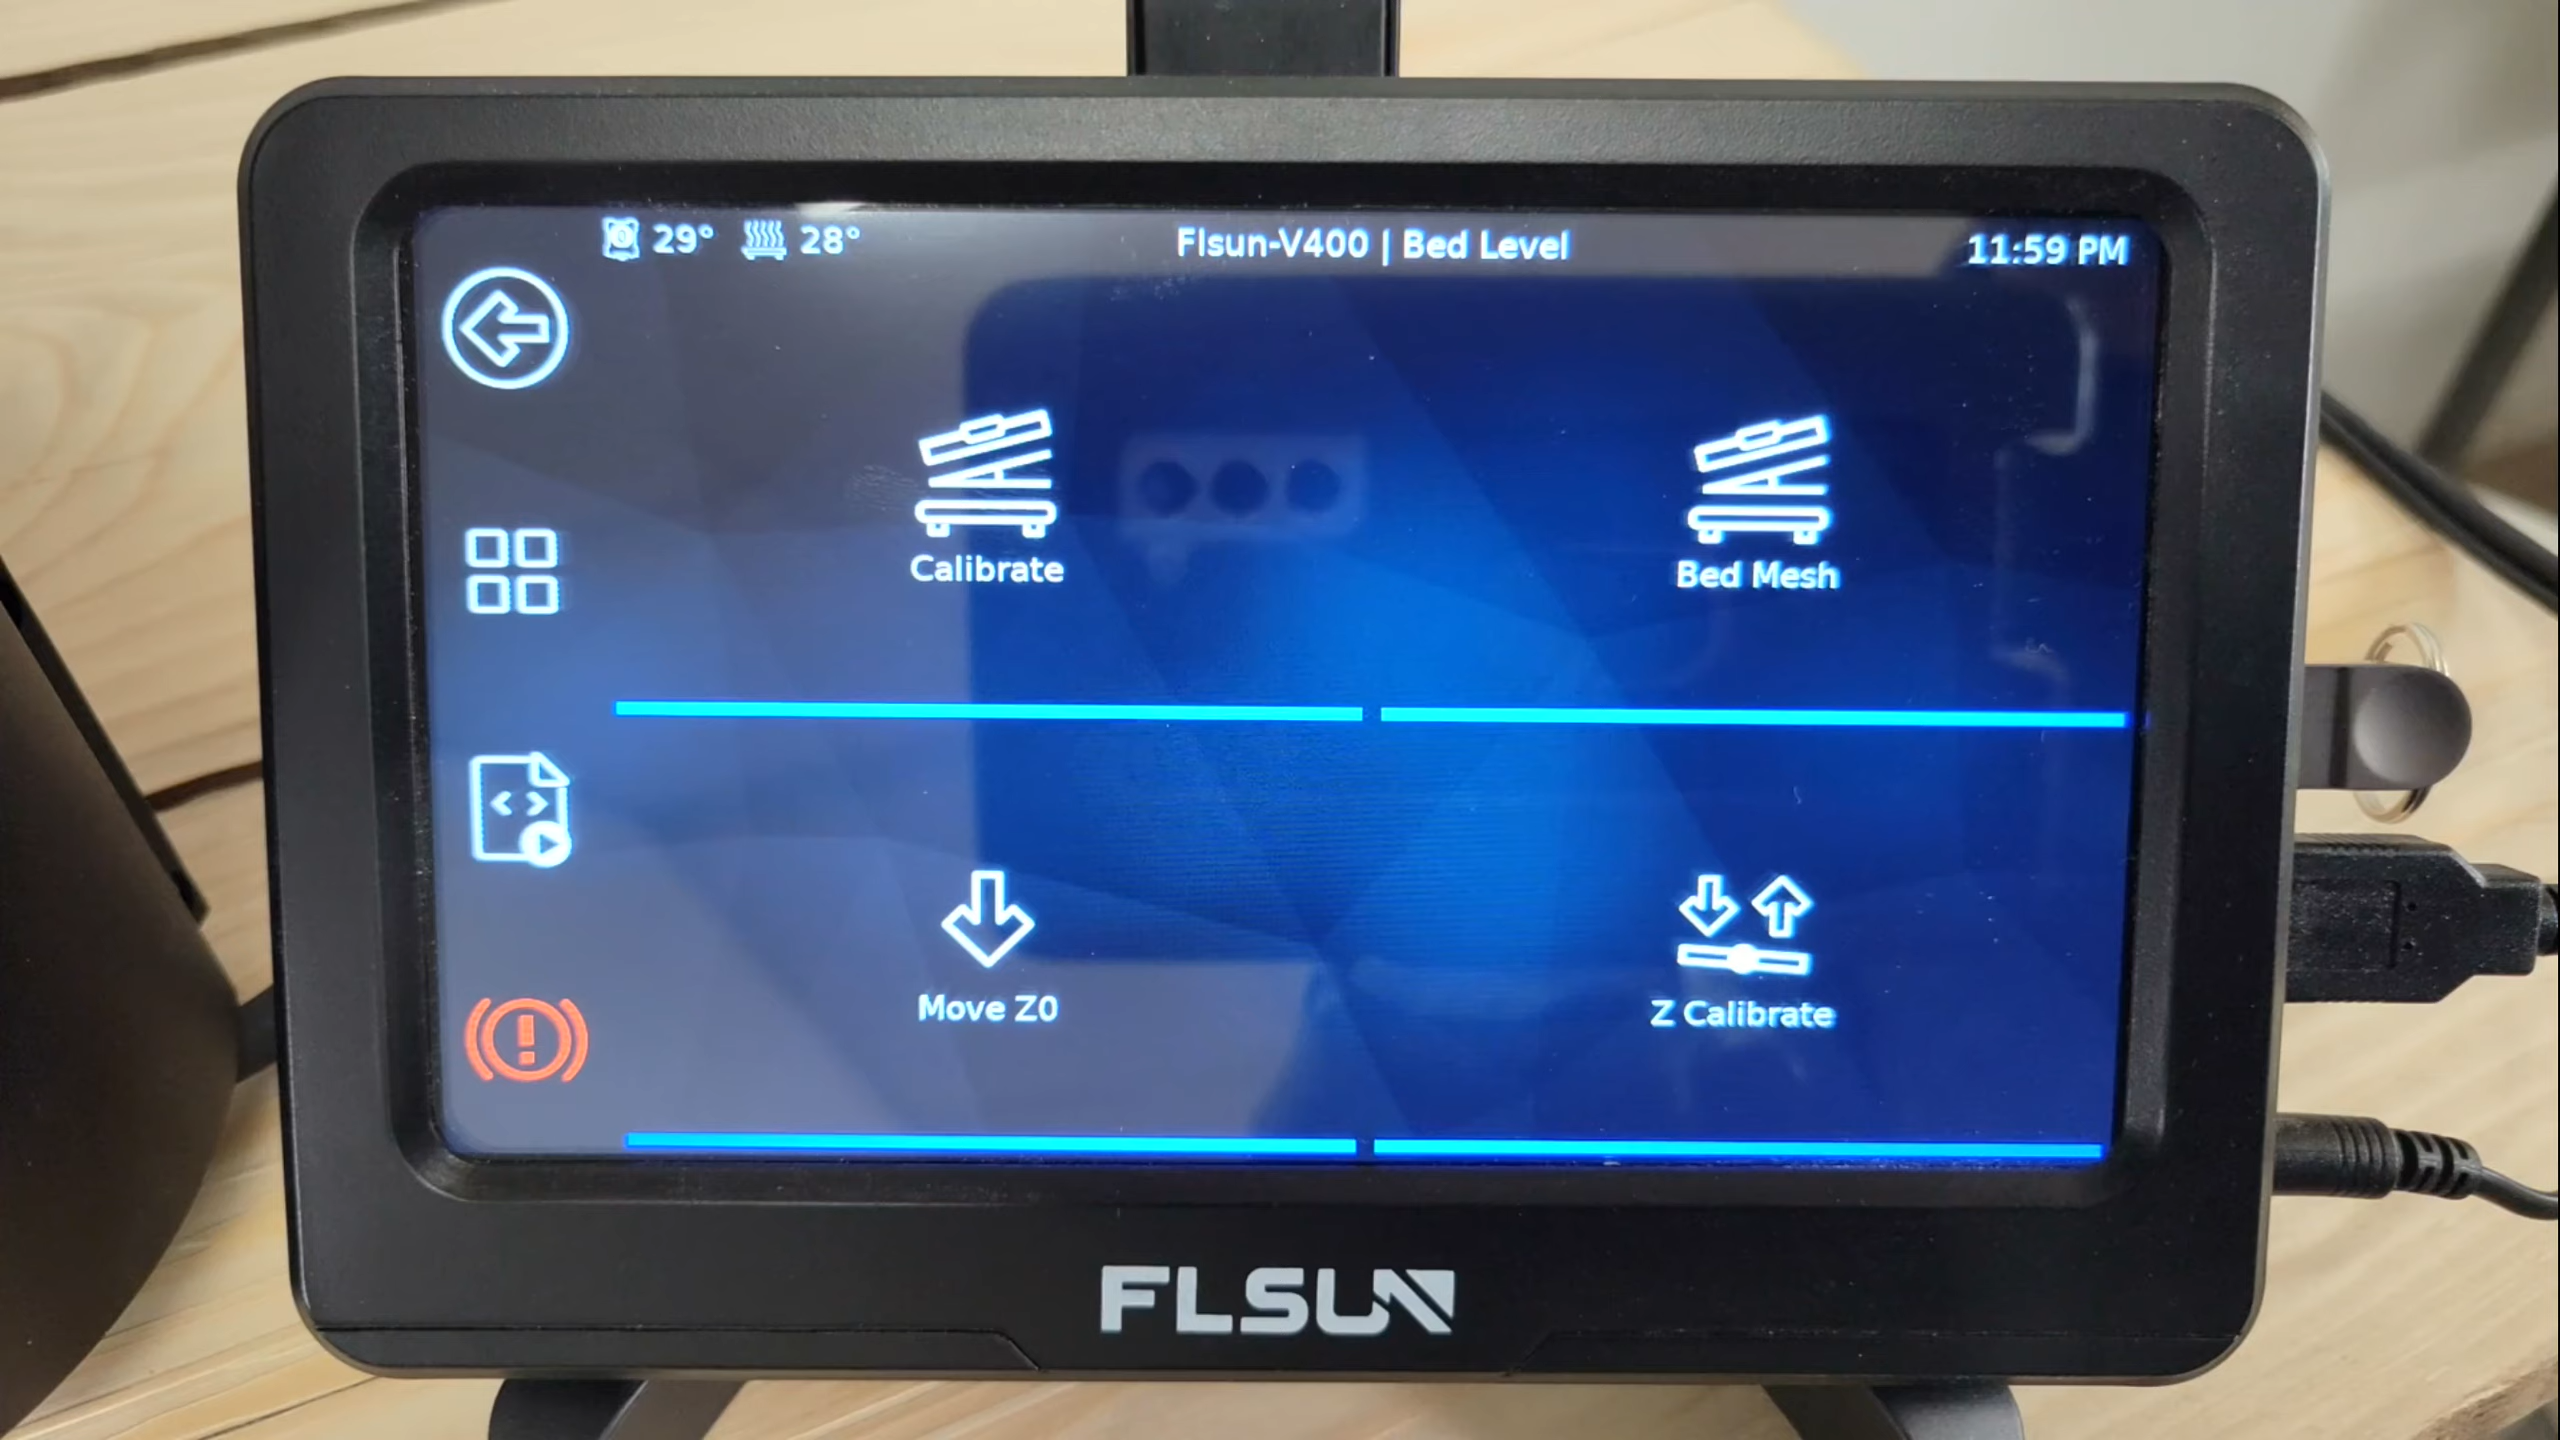 29° 28° Flsun-V400 | Bed Level 11:59 PM
Calibrate
Bed Mesh
Move Z0
Z Calibrate
FLSUN